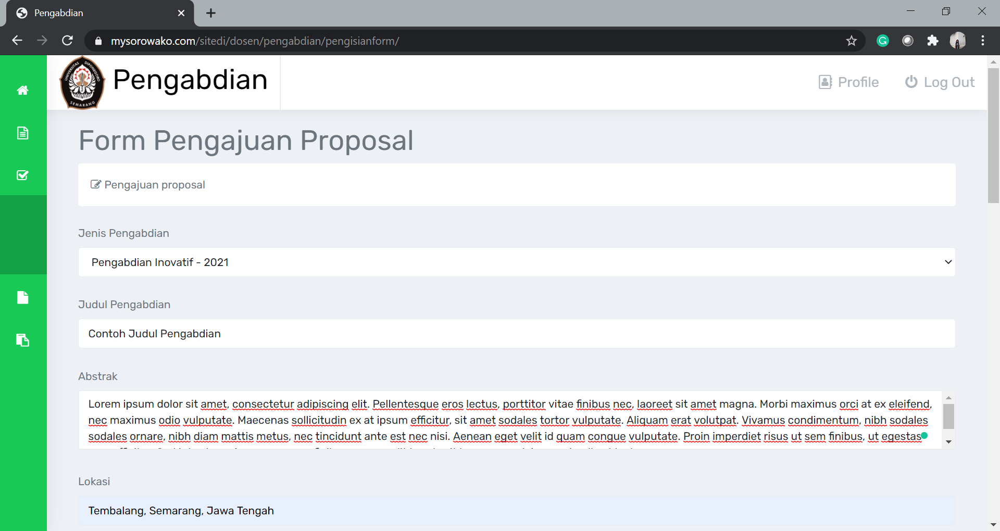 Pengabdian
mysorowako.com/sitedi/dosen/pengabdian/pengisianform/
UNIVERSITAS DIPONEGORO
SEMARANG
Pengabdian
Profile
Log Out
Form Pengajuan Proposal
Pengajuan proposal
Jenis Pengabdian
Pengabdian Inovatif - 2021
Judul Pengabdian
Contoh Judul Pengabdian
Abstrak
Lorem ipsum dolor sit amet, consectetur adipiscing elit. Pellentesque eros lectus, porttitor vitae finibus nec, laoreet sit amet magna. Morbi maximus orci at ex eleifend,
nec maximus odio vulputate. Maecenas sollicitudin ex at ipsum efficitur, sit amet sodales tortor vulputate. Aliquam erat volutpat. Vivamus condimentum, nibh sodales
sodales ornare, nibh diam mattis metus, nec tincidunt ante est nec nisi. Aenean eget velit id quam congue vulputate. Proin imperdiet risus ut sem finibus, ut egestas
Lokasi
Tembalang, Semarang, Jawa Tengah